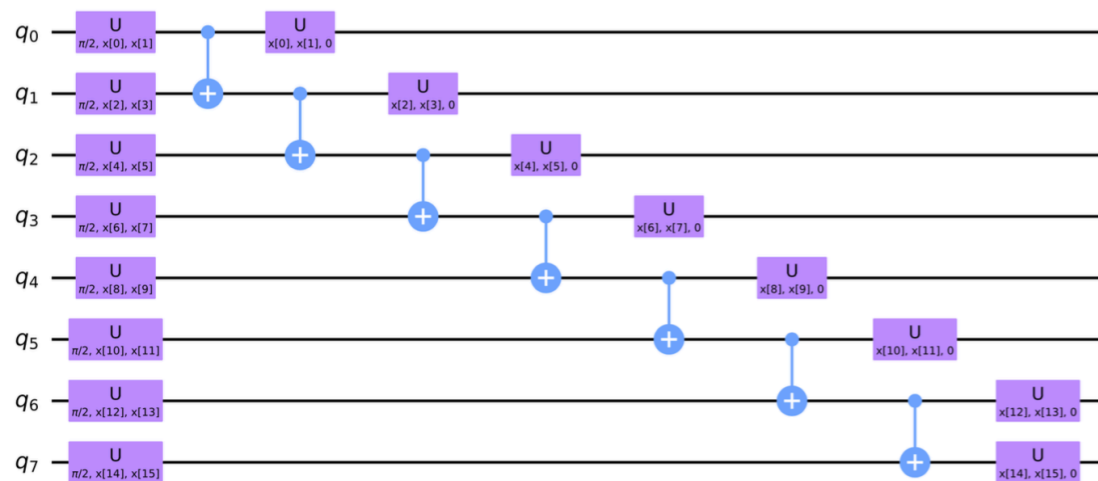 q0 U U
π/2, x[0], x[1] x[0], x[1], 0
q1 U U
π/2, x[2], x[3] x[2], x[3], 0
q2 U U
π/2, x[4], x[5] x[4], x[5], 0
q3 U U
π/2, x[6], x[7] x[6], x[7], 0
q4 U U
π/2, x[8], x[9] x[8], x[9], 0
q5 U U
π/2, x[10], x[11] x[10], x[11], 0
q6 U U
π/2, x[12], x[13] x[12], x[13], 0
q7 U U
π/2, x[14], x[15] x[14], x[15], 0